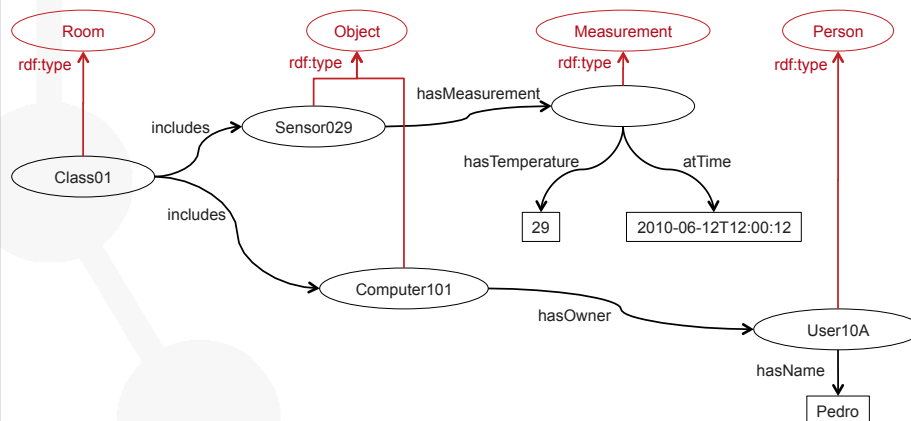 Room
Object
Measurement
Person
rdf:type
rdf:type
rdf:type
rdf:type
hasMeasurement
includes
Sensor029
hasTemperature
atTime
Class01
includes
29
2010-06-12T12:00:12
Computer101
hasOwner
User10A
hasName
Pedro